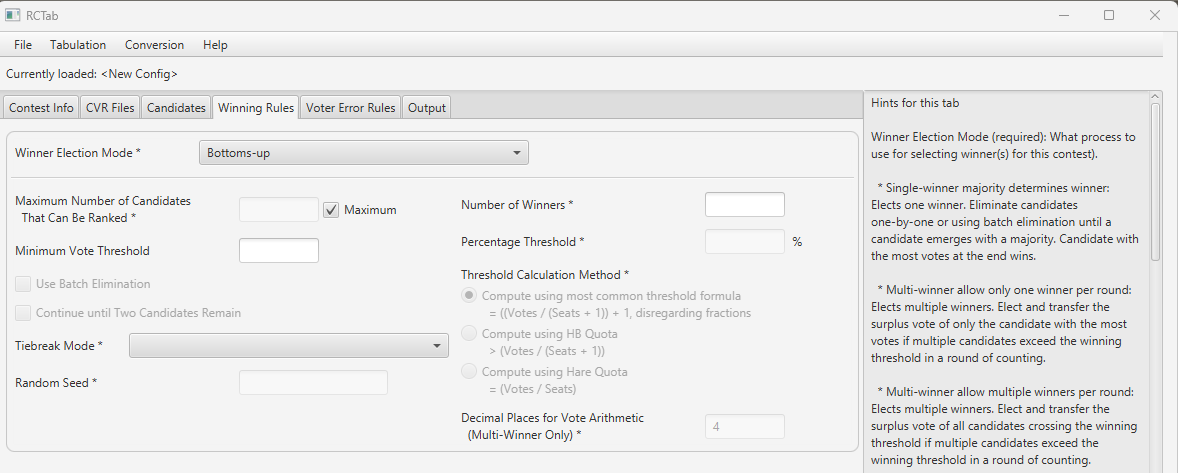 RCTab
File Tabulation Conversion Help
Currently loaded: <New Config>
Contest Info CVR Files Candidates Winning Rules Voter Error Rules Output
Winner Election Mode * Bottoms-up
Maximum Number of Candidates
That Can Be Ranked * Maximum
Minimum Vote Threshold
Use Batch Elimination
Continue until Two Candidates Remain
Tiebreak Mode *
Random Seed *
Number of Winners *
Percentage Threshold * %
Threshold Calculation Method *
Compute using most common threshold formula
= ((Votes / (Seats + 1)) + 1, disregarding fractions
Compute using HB Quota
> (Votes / (Seats + 1))
Compute using Hare Quota
= (Votes / Seats)
Decimal Places for Vote Arithmetic
(Multi-Winner Only) * 4
Hints for this tab
Winner Election Mode (required): What process to
use for selecting winner(s) for this contest).
* Single-winner majority determines winner:
Elects one winner. Eliminate candidates
one-by-one or using batch elimination until a
candidate emerges with a majority. Candidate with
the most votes at the end wins.
* Multi-winner allow only one winner per round:
Elects multiple winners. Elect and transfer the
surplus vote of only the candidate with the most
votes if multiple candidates exceed the winning
threshold in a round of counting.
* Multi-winner allow multiple winners per round:
Elects multiple winners. Elect and transfer the
surplus vote of all candidates crossing the winning
threshold if multiple candidates exceed the
winning threshold in a round of counting.